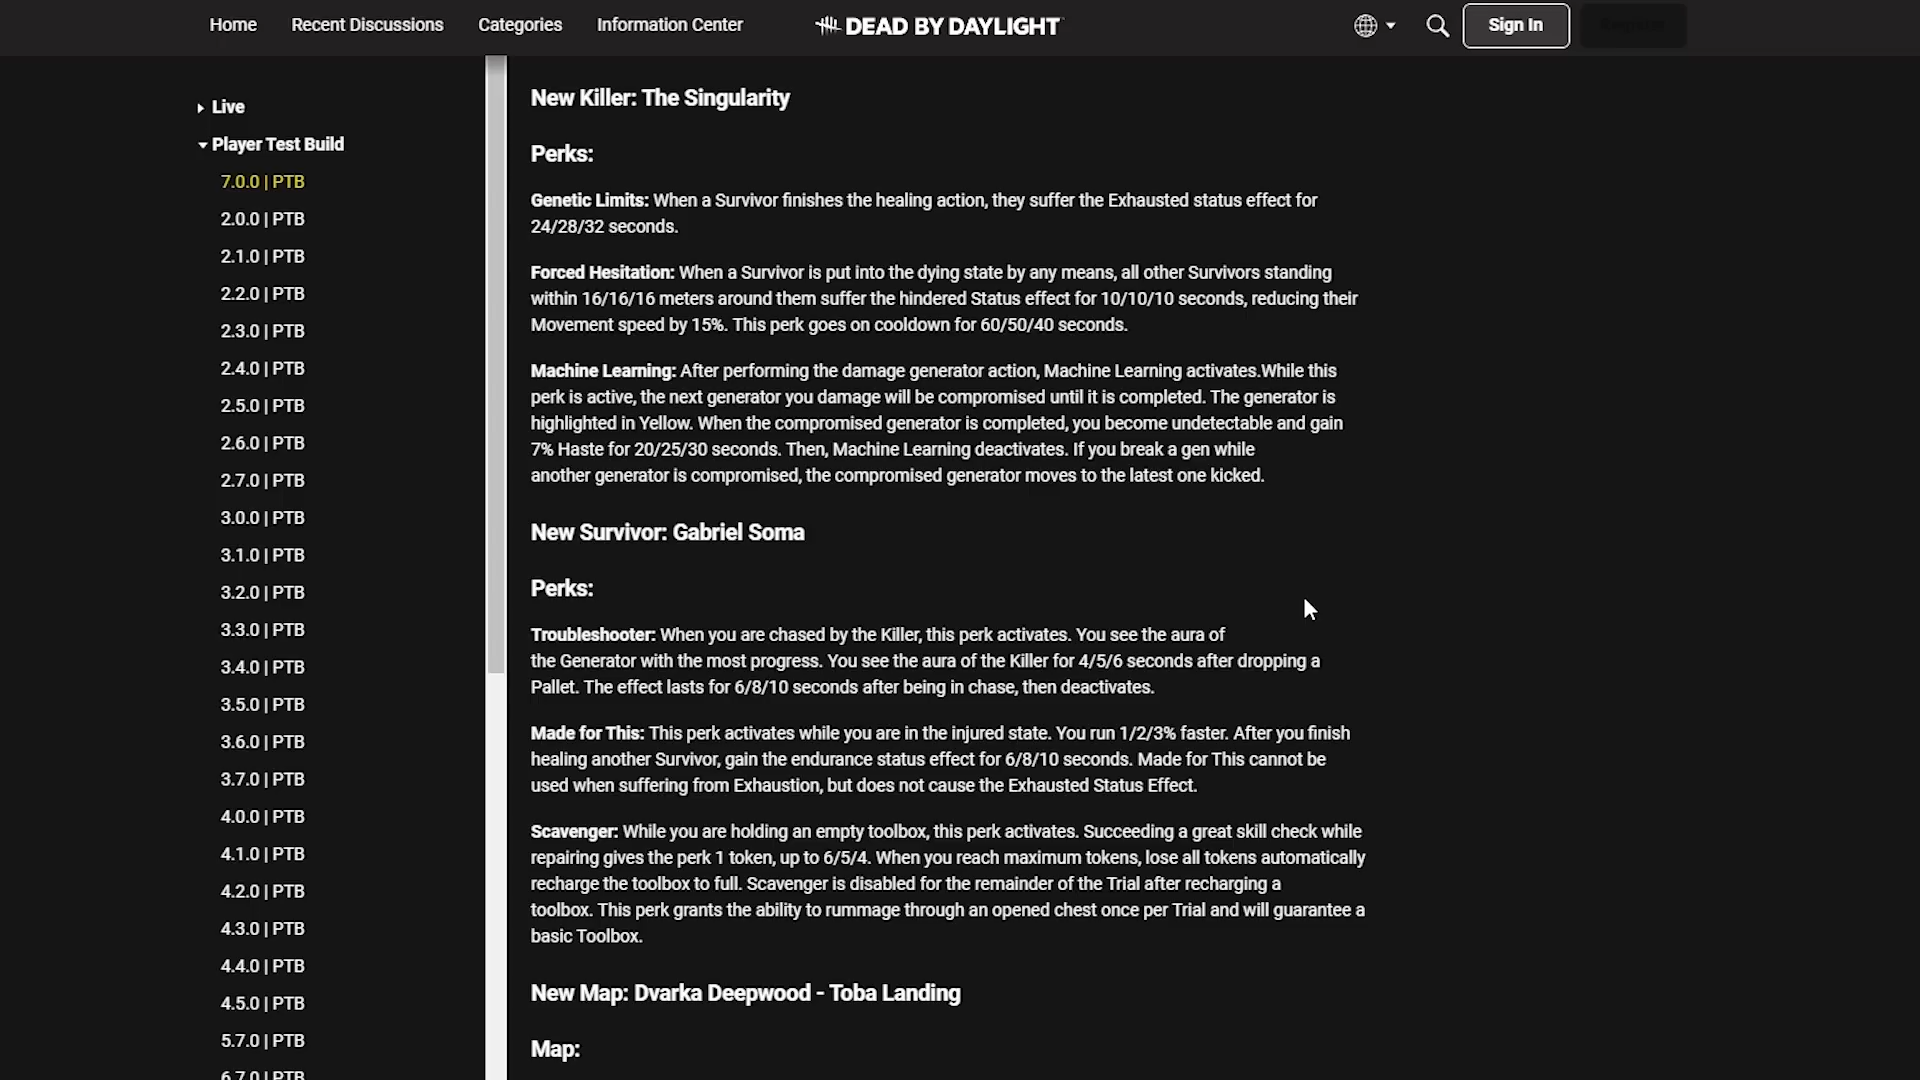 Home Recent Discussions Categories Information Center DEAD BY DAYLIGHT Sign In
Live
Player Test Build
7.0.0 | PTB
2.0.0 | PTB
2.1.0 | PTB
2.2.0 | PTB
2.3.0 | PTB
2.4.0 | PTB
2.5.0 | PTB
2.6.0 | PTB
2.7.0 | PTB
3.0.0 | PTB
3.1.0 | PTB
3.2.0 | PTB
3.3.0 | PTB
3.4.0 | PTB
3.5.0 | PTB
3.6.0 | PTB
3.7.0 | PTB
4.0.0 | PTB
4.1.0 | PTB
4.2.0 | PTB
4.3.0 | PTB
4.4.0 | PTB
4.5.0 | PTB
5.7.0 | PTB
6.7.0 | PTB
New Killer: The Singularity
Perks:
Genetic Limits: When a Survivor finishes the healing action, they suffer the Exhausted status effect for
24/28/32 seconds.
Forced Hesitation: When a Survivor is put into the dying state by any means, all other Survivors standing
within 16/16/16 meters around them suffer the hindered Status effect for 10/10/10 seconds, reducing their
Movement speed by 15%. This perk goes on cooldown for 60/50/40 seconds.
Machine Learning: After performing the damage generator action, Machine Learning activates.While this
perk is active, the next generator you damage will be compromised until it is completed. The generator is
highlighted in Yellow. When the compromised generator is completed, you become undetectable and gain
7% Haste for 20/25/30 seconds. Then, Machine Learning deactivates. If you break a gen while
another generator is compromised, the compromised generator moves to the latest one kicked.
New Survivor: Gabriel Soma
Perks:
Troubleshooter: When you are chased by the Killer, this perk activates. You see the aura of
the Generator with the most progress. You see the aura of the Killer for 4/5/6 seconds after dropping a
Pallet. The effect lasts for 6/8/10 seconds after being in chase, then deactivates.
Made for This: This perk activates while you are in the injured state. You run 1/2/3% faster. After you finish
healing another Survivor, gain the endurance status effect for 6/8/10 seconds. Made for This cannot be
used when suffering from Exhaustion, but does not cause the Exhausted Status Effect.
Scavenger: While you are holding an empty toolbox, this perk activates. Succeeding a great skill check while
repairing gives the perk 1 token, up to 6/5/4. When you reach maximum tokens, lose all tokens automatically
recharge the toolbox to full. Scavenger is disabled for the remainder of the Trial after recharging a
toolbox. This perk grants the ability to rummage through an opened chest once per Trial and will guarantee a
basic Toolbox.
New Map: Dvarka Deepwood - Toba Landing
Map: